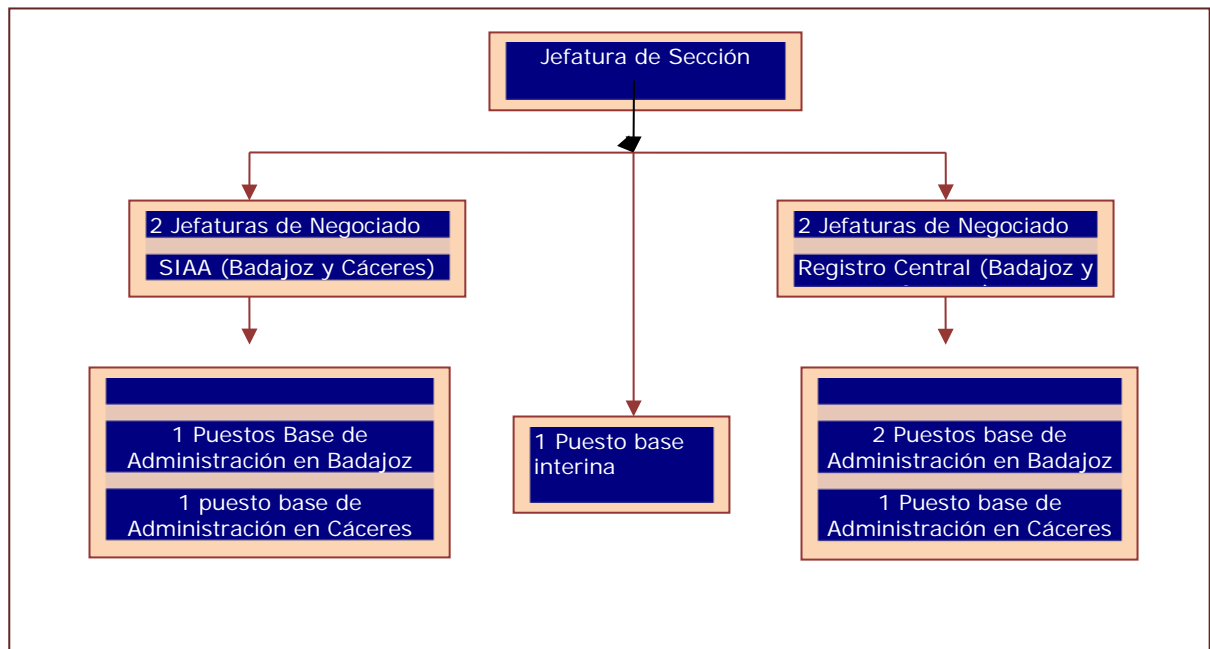 Jefatura de Sección
2 Jefaturas de Negociado
SIAA (Badajoz y Cáceres)
2 Jefaturas de Negociado
Registro Central (Badajoz y
1 Puestos Base de
Administración en Badajoz
1 puesto base de
Administración en Cáceres
1 Puesto base
interina
2 Puestos base de
Administración en Badajoz
1 Puesto base de
Administración en Cáceres